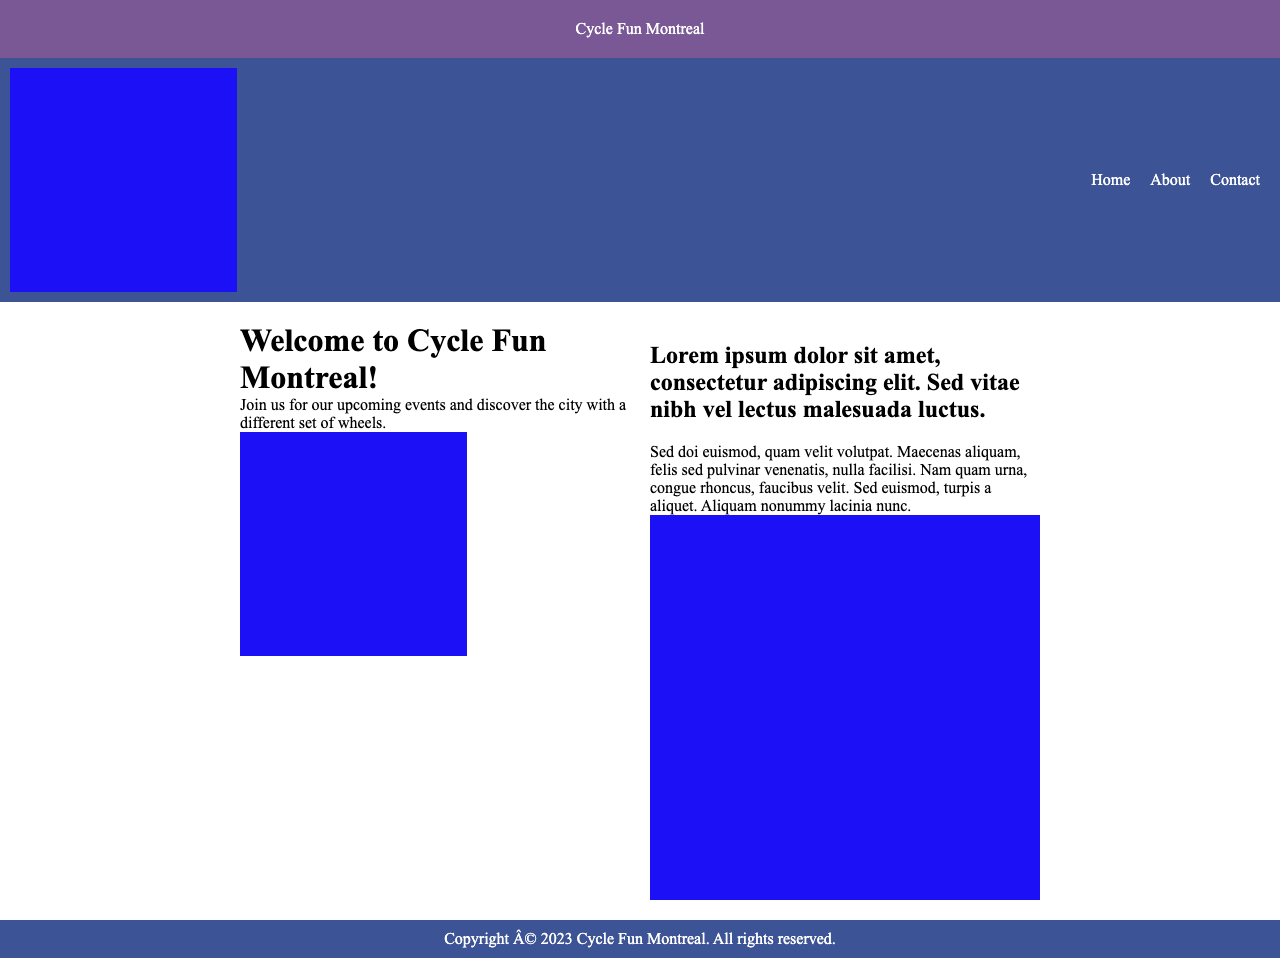 Cycle Fun Montreal
Home About Contact
Welcome to Cycle Fun
Montreal!
Join us for our upcoming events and discover the city with a
different set of wheels.
Lorem ipsum dolor sit amet,
consectetur adipiscing elit. Sed vitae
nibh vel lectus malesuada luctus.
Sed doi euismod, quam velit volutpat. Maecenas aliquam,
felis sed pulvinar venenatis, nulla facilisi. Nam quam urna,
congue rhoncus, faucibus velit. Sed euismod, turpis a
aliquet. Aliquam nonummy lacinia nunc.
Copyright Â© 2023 Cycle Fun Montreal. All rights reserved.